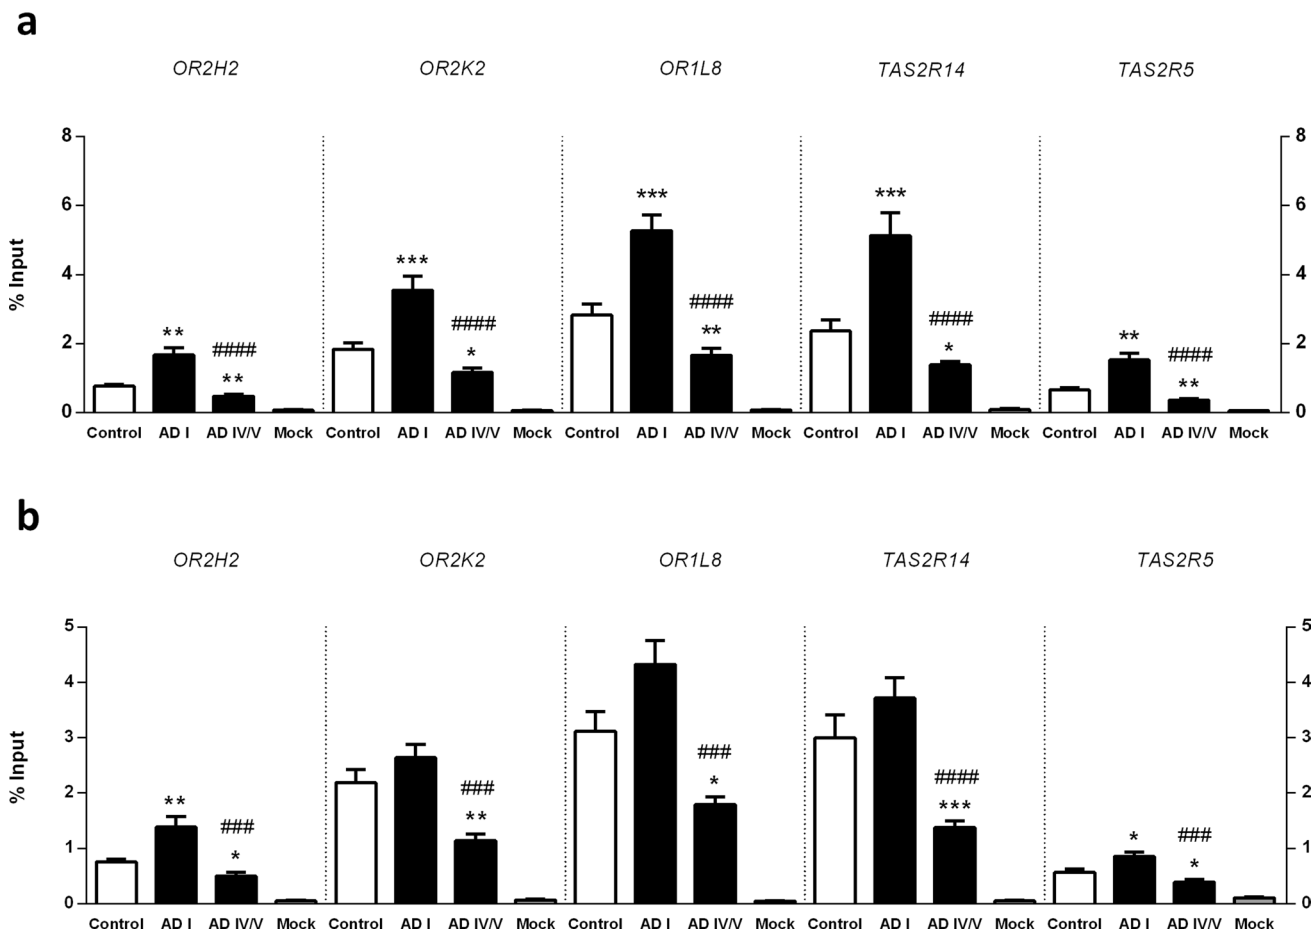 a
OR2H2 OR2K2 OR1L8 TAS2R14 TAS2R5
8 8
*** ***
6 6
% Input
***
4 4
#### ####
** #### ** * ** ####
2 #### * ** 2
**
0 0
Control AD I AD IV/V Mock Control AD I AD IV/V Mock Control AD I AD IV/V Mock Control AD I AD IV/V Mock Control AD I AD IV/V Mock
b
OR2H2 OR2K2 OR1L8 TAS2R14 TAS2R5
5 5
4 4
3 ### 3
% Input
### * ####
2 ** ** *** 2
### * ###
1 * * 1
0 0
Control AD I AD IV/V Mock Control AD I AD IV/V Mock Control AD I AD IV/V Mock Control AD I AD IV/V Mock Control AD I AD IV/V Mock